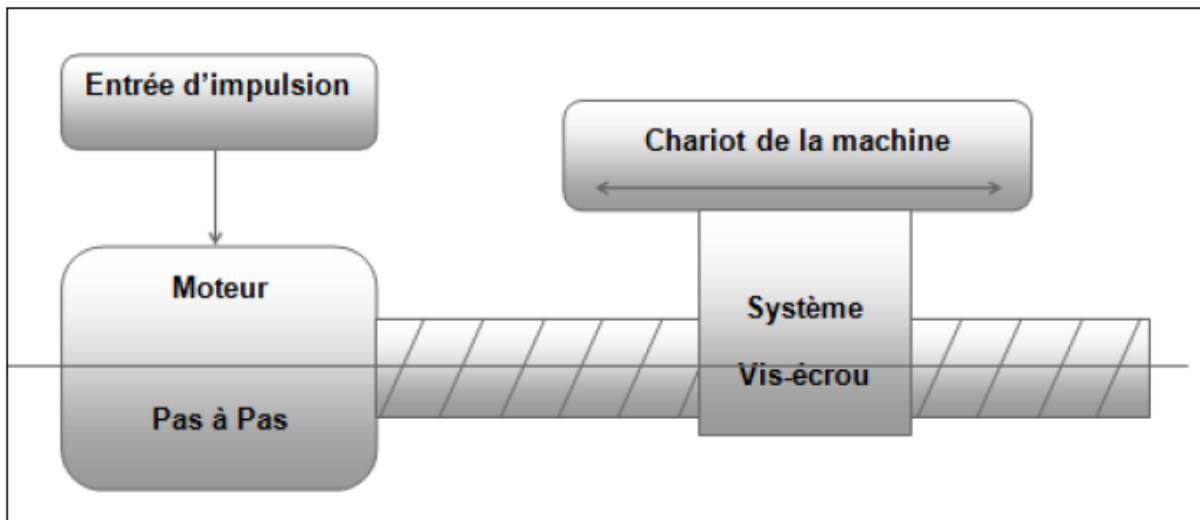 Entrée d’impulsion
Chariot de la machine
Moteur
Pas à Pas
Système
Vis-écrou